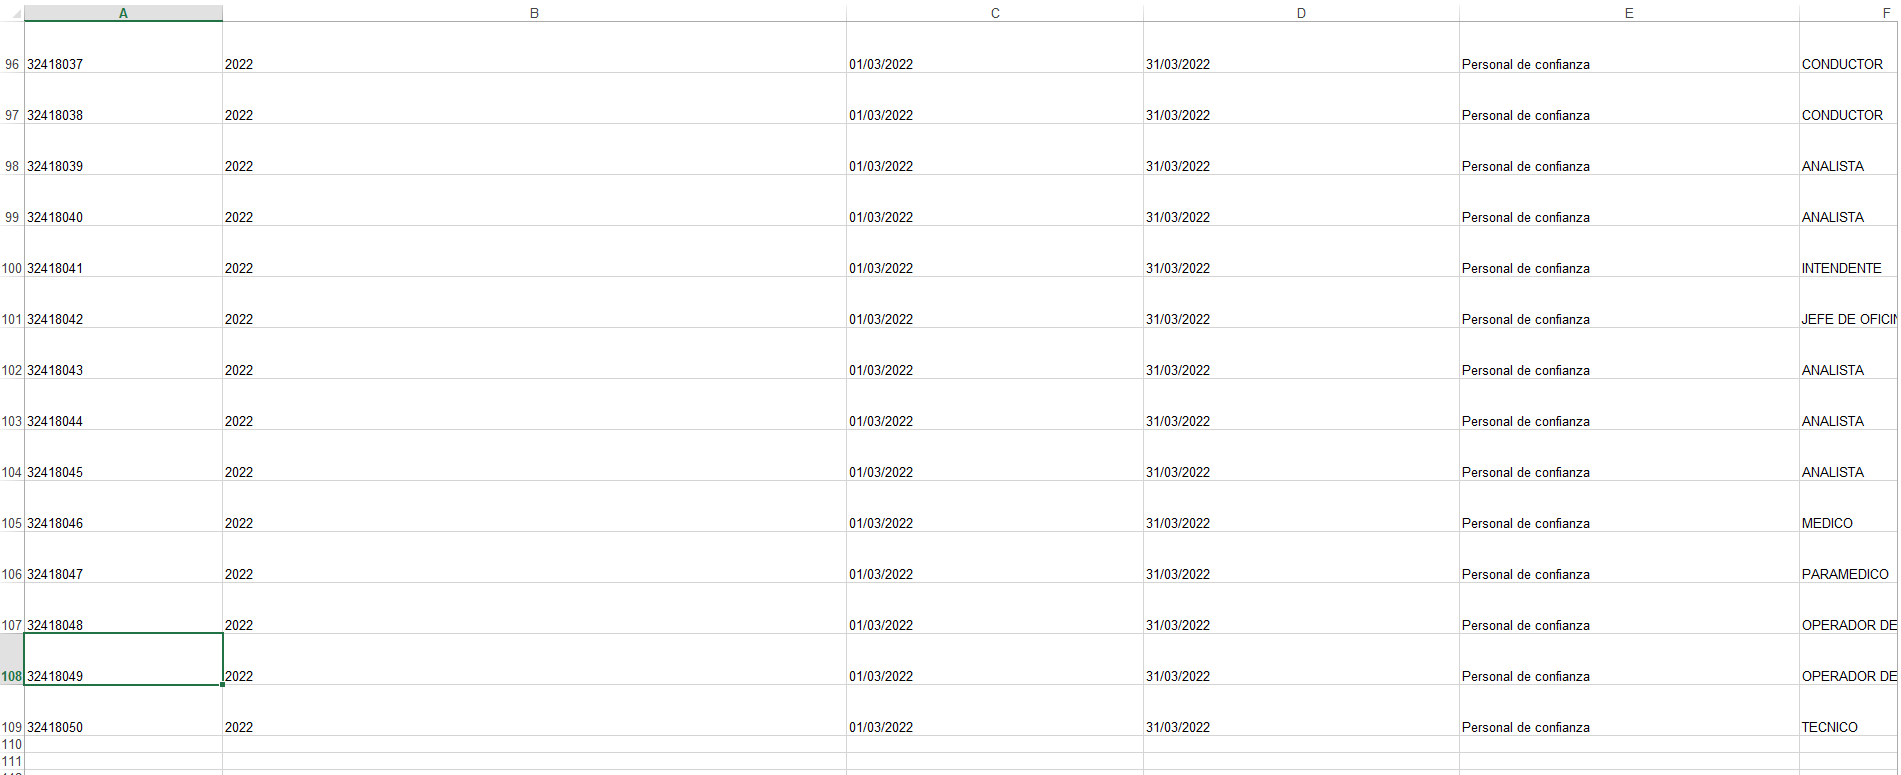 A B C D E F
96 32418037 2022 01/03/2022 31/03/2022 Personal de confianza CONDUCTOR
97 32418038 2022 01/03/2022 31/03/2022 Personal de confianza CONDUCTOR
98 32418039 2022 01/03/2022 31/03/2022 Personal de confianza ANALISTA
99 32418040 2022 01/03/2022 31/03/2022 Personal de confianza ANALISTA
100 32418041 2022 01/03/2022 31/03/2022 Personal de confianza INTENDENTE
101 32418042 2022 01/03/2022 31/03/2022 Personal de confianza JEFE DE OFICIN
102 32418043 2022 01/03/2022 31/03/2022 Personal de confianza ANALISTA
103 32418044 2022 01/03/2022 31/03/2022 Personal de confianza ANALISTA
104 32418045 2022 01/03/2022 31/03/2022 Personal de confianza ANALISTA
105 32418046 2022 01/03/2022 31/03/2022 Personal de confianza MEDICO
106 32418047 2022 01/03/2022 31/03/2022 Personal de confianza PARAMEDICO
107 32418048 2022 01/03/2022 31/03/2022 Personal de confianza OPERADOR DE
108 32418049 2022 01/03/2022 31/03/2022 Personal de confianza OPERADOR DE
109 32418050 2022 01/03/2022 31/03/2022 Personal de confianza TECNICO
110
111